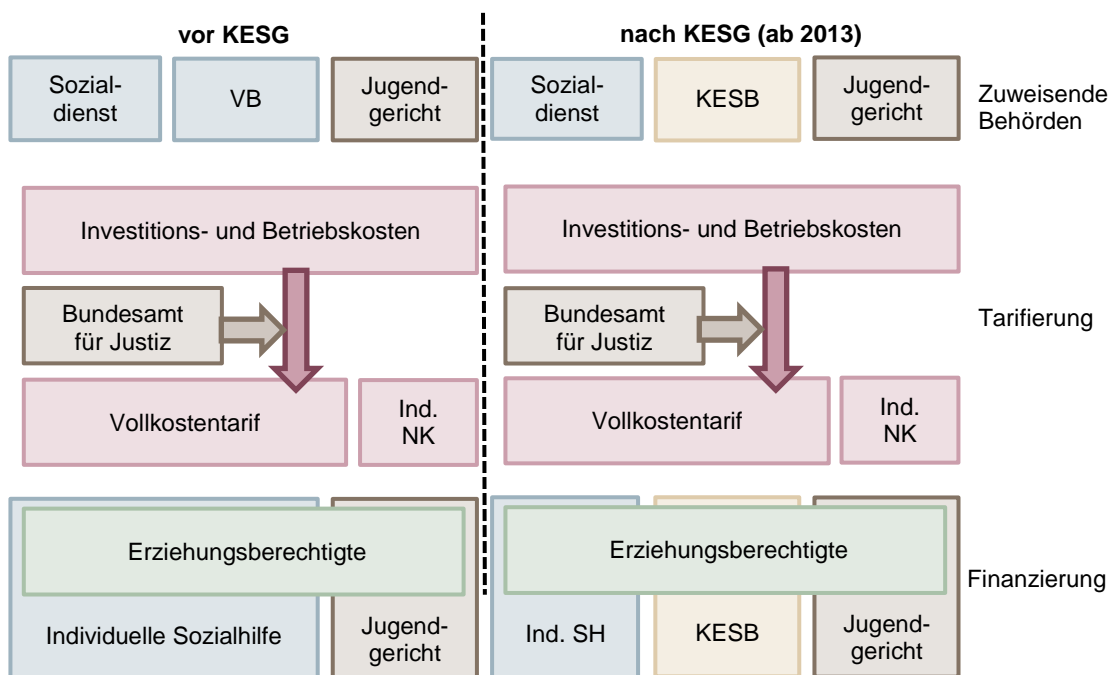 vor KESG
nach KESG (ab 2013)
Sozial-
dienst
VB
Jugend-
gericht
Sozial-
dienst
KESB
Jugend-
gericht
Zuweisende
Behörden
Investitions- und Betriebskosten
Investitions- und Betriebskosten
Bundesamt
für Justiz
Bundesamt
für Justiz
Tarifierung
Vollkostentarif
Ind.
NK
Vollkostentarif
Ind.
NK
Erziehungsberechtigte
Erziehungsberechtigte
Finanzierung
Individuelle Sozialhilfe
Jugend-
gericht
Ind. SH
KESB
Jugend-
gericht